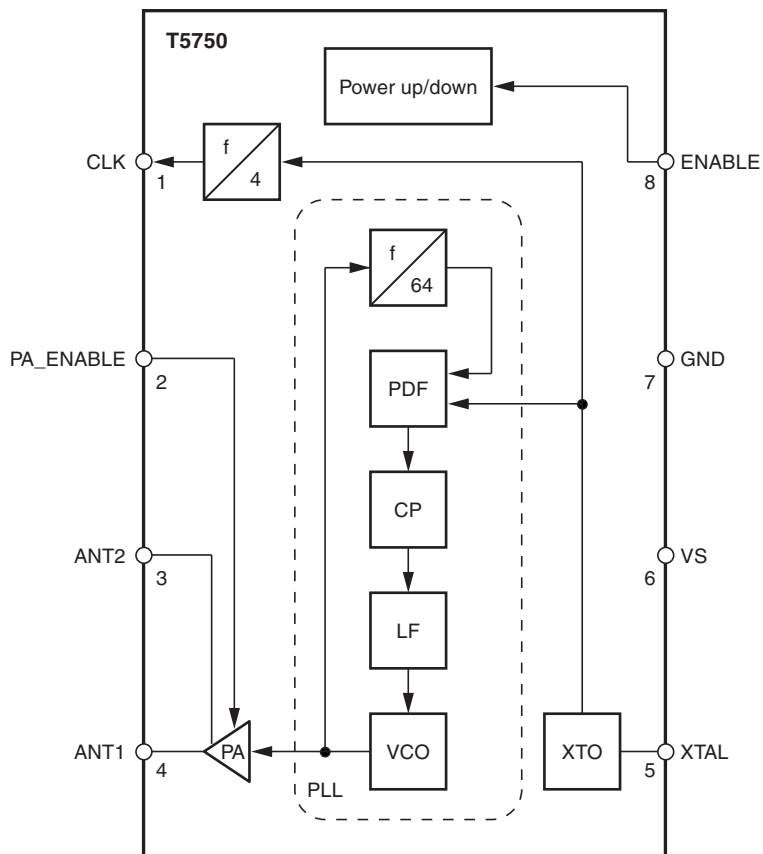 T5750
Power up/down
CLK
1
f
4
ENABLE
8
f
64
PA_ENABLE
2
PDF
GND
7
CP
ANT2
3
VS
6
LF
ANT1
4
PA
VCO
XTO
XTAL
5
PLL